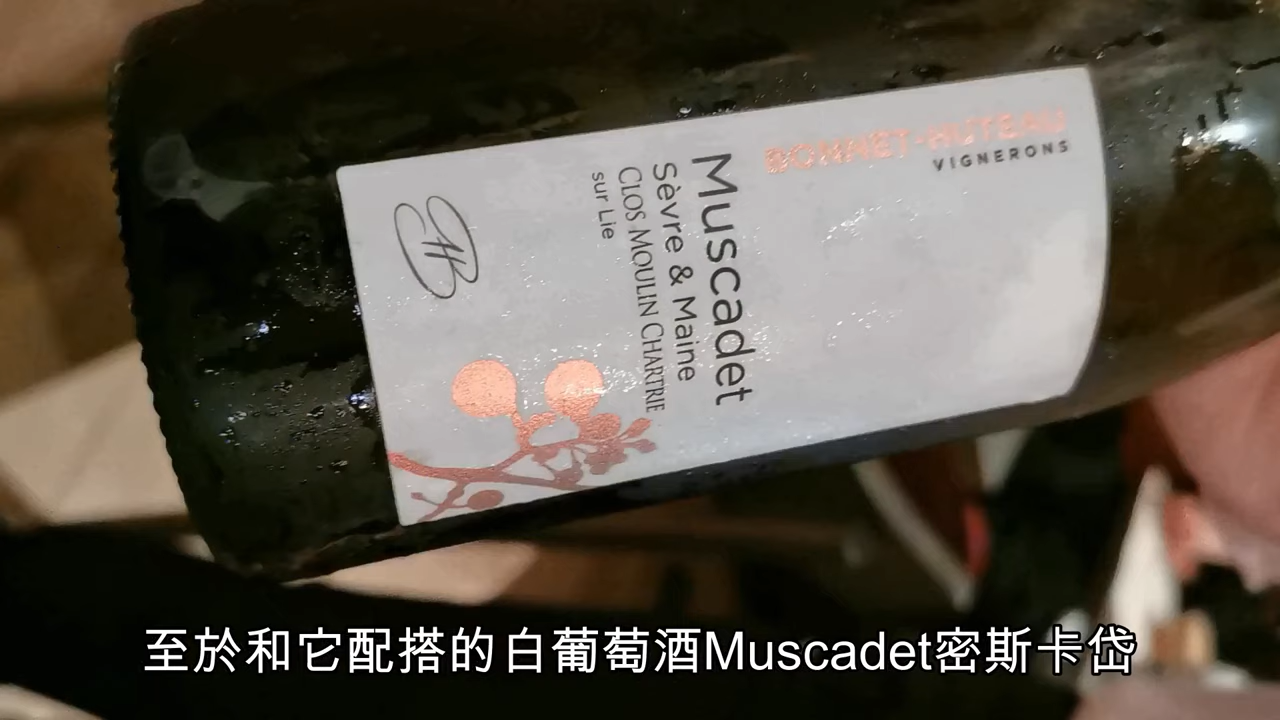 BONNET-HUTEAU
VIGNERONS
Muscadet
Sèvre & Maine
CLOS MOULIN CHARTRIE
sur Lie
至於和它配搭的白葡萄酒Muscadet密斯卡岱